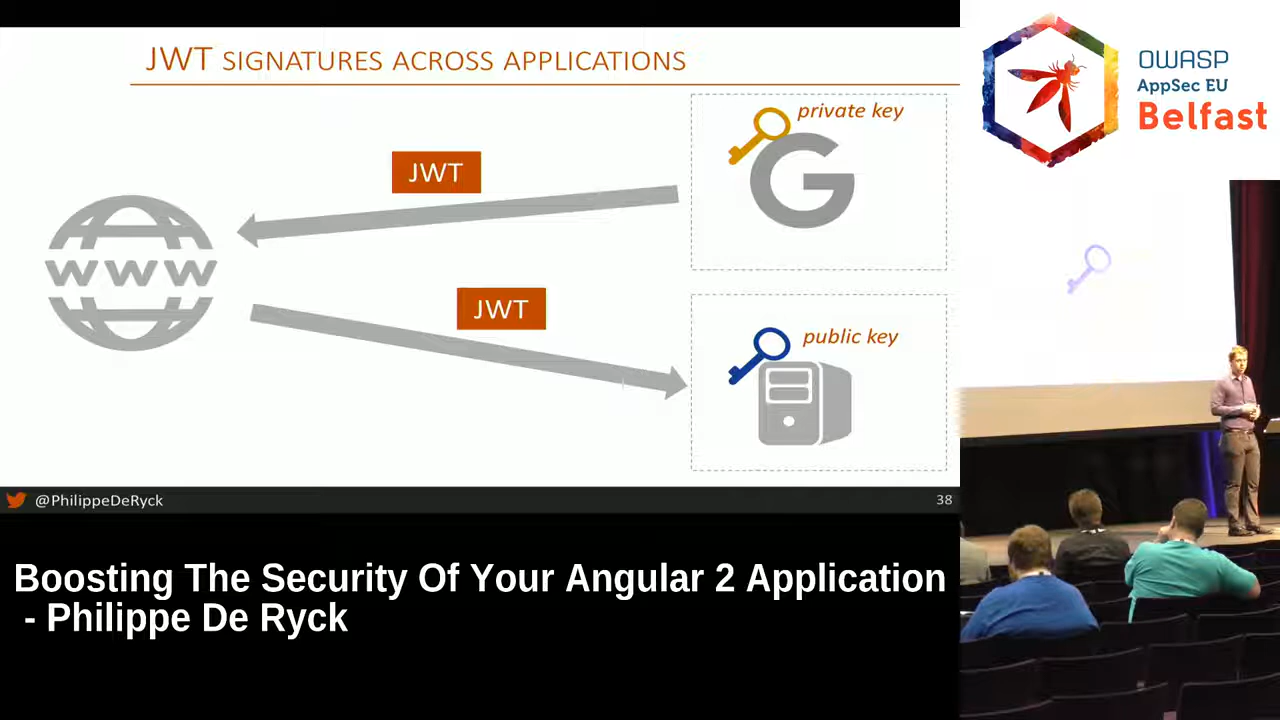 JWT SIGNATURES ACROSS APPLICATIONS
private key
JWT
G
www
JWT
public key
@PhilippeDeRyck
38
OWASP
AppSec EU
Belfast
Boosting The Security Of Your Angular 2 Application
- Philippe De Ryck